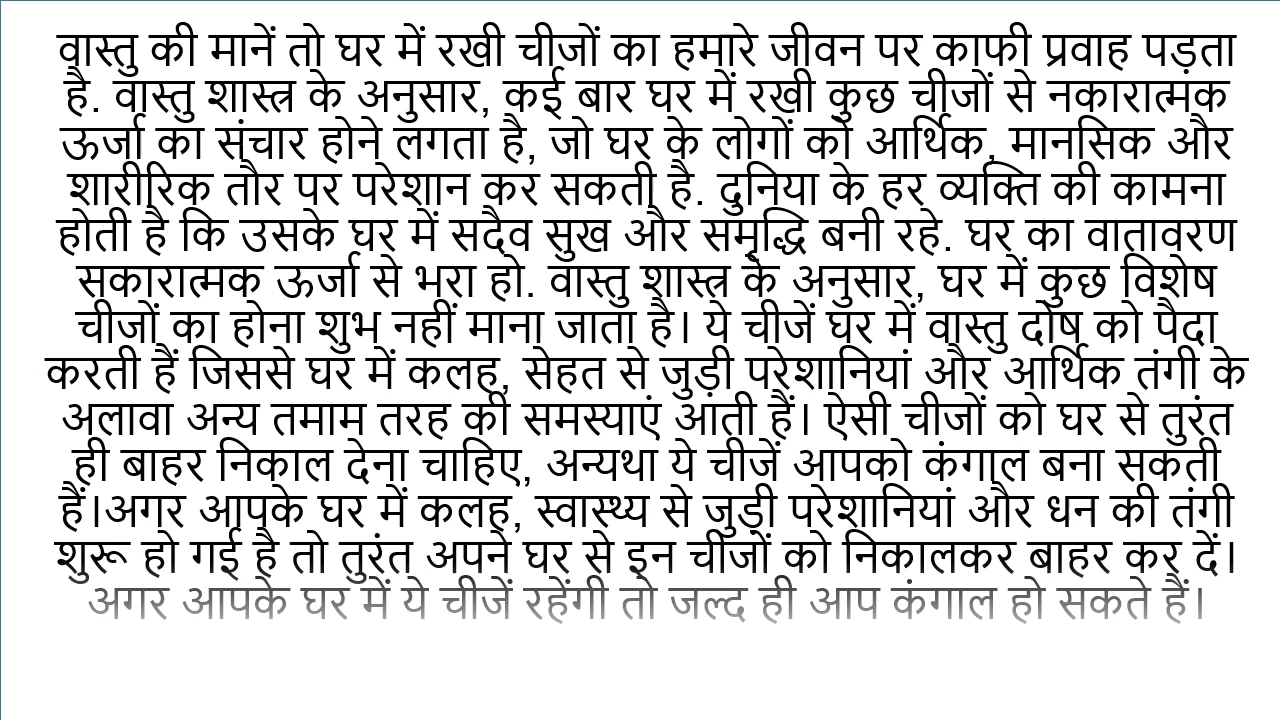 वास्तु की मानें तो घर में रखी चीजों का हमारे जीवन पर काफी प्रवाह पड़ता
है. वास्तु शास्त्र के अनुसार, कई बार घर में रखी कुछ चीजों से नकारात्मक
ऊर्जा का संचार होने लगता है, जो घर के लोगों को आर्थिक, मानसिक और
शारीरिक तौर पर परेशान कर सकती है. दुनिया के हर व्यक्ति की कामना
होती है कि उसके घर में सदैव सुख और समृद्धि बनी रहे. घर का वातावरण
सकारात्मक ऊर्जा से भरा हो. वास्तु शास्त्र के अनुसार, घर में कुछ विशेष
चीजों का होना शुभ नहीं माना जाता है। ये चीजें घर में वास्तु दोष को पैदा
करती हैं जिससे घर में कलह, सेहत से जुड़ी परेशानियां और आर्थिक तंगी के
अलावा अन्य तमाम तरह की समस्याएं आती हैं। ऐसी चीजों को घर से तुरंत
ही बाहर निकाल देना चाहिए, अन्यथा ये चीजें आपको कंगाल बना सकती
हैं।अगर आपके घर में कलह, स्वास्थ्य से जुड़ी परेशानियां और धन की तंगी
शुरू हो गई है तो तुरंत अपने घर से इन चीजों को निकालकर बाहर कर दें।
अगर आपके घर में ये चीजें रहेंगी तो जल्द ही आप कंगाल हो सकते हैं।